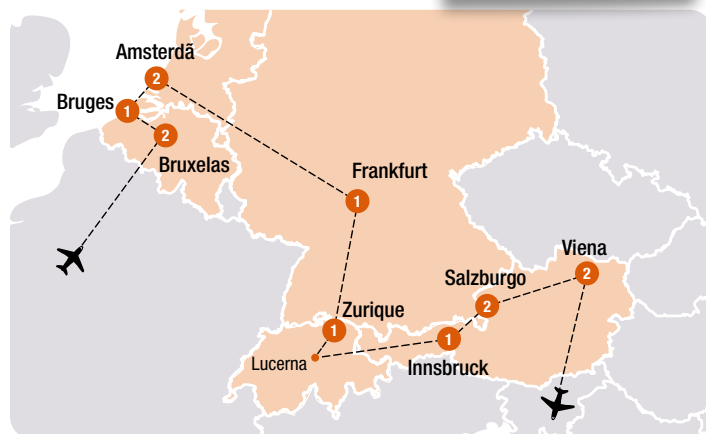 Amsterdã
2
Bruges
1
2
Bruxelas
Frankfurt
1
Viena
2
Salzburgo
2
Zurique
1
1
Lucerna
Innsbruck